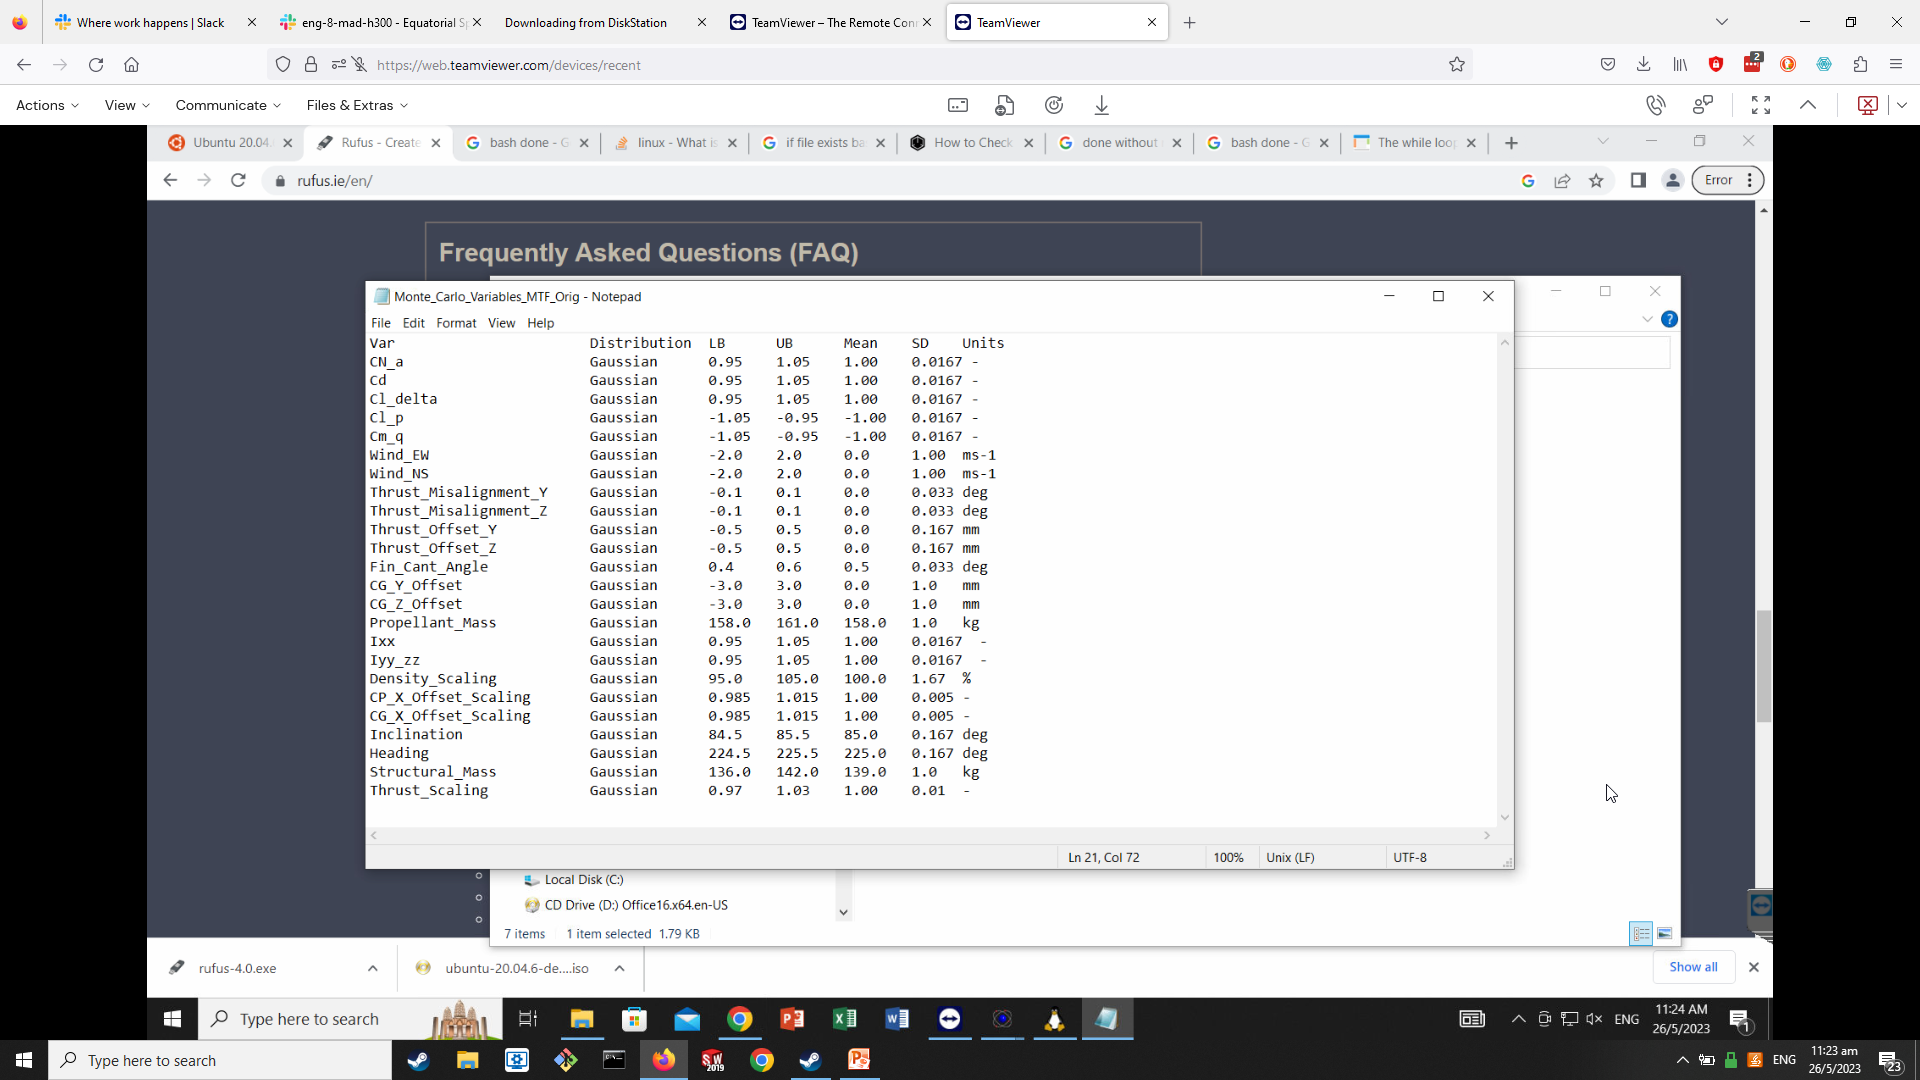 Where work happens | Slack
eng-8-mad-h300 - Equatorial Sp
Downloading from DiskStation
TeamViewer – The Remote Conn
TeamViewer
https://web.teamviewer.com/devices/recent
2
Actions View Communicate Files & Extras
Ubuntu 20.04.
Rufus - Create
bash done - G
linux - What is
if file exists ba
How to Check
done without
bash done - G
The while loop
rufus.ie/en/
Error
Frequently Asked Questions (FAQ)
Monte_Carlo_Variables_MTF_Orig - Notepad
File Edit Format View Help
Var Distribution LB UB Mean SD Units
CN_a Gaussian 0.95 1.05 1.00 0.0167 -
Cd Gaussian 0.95 1.05 1.00 0.0167 -
Cl_delta Gaussian 0.95 1.05 1.00 0.0167 -
Cl_p Gaussian -1.05 -0.95 -1.00 0.0167 -
Cm_q Gaussian -1.05 -0.95 -1.00 0.0167 -
Wind_EW Gaussian -2.0 2.0 0.0 1.00 ms-1
Wind_NS Gaussian -2.0 2.0 0.0 1.00 ms-1
Thrust_Misalignment_Y Gaussian -0.1 0.1 0.0 0.033 deg
Thrust_Misalignment_Z Gaussian -0.1 0.1 0.0 0.033 deg
Thrust_Offset_Y Gaussian -0.5 0.5 0.0 0.167 mm
Thrust_Offset_Z Gaussian -0.5 0.5 0.0 0.167 mm
Fin_Cant_Angle Gaussian 0.4 0.6 0.5 0.033 deg
CG_Y_Offset Gaussian -3.0 3.0 0.0 1.0 mm
CG_Z_Offset Gaussian -3.0 3.0 0.0 1.0 mm
Propellant_Mass Gaussian 158.0 161.0 158.0 1.0 kg
Ixx Gaussian 0.95 1.05 1.00 0.0167 -
Iyy_zz Gaussian 0.95 1.05 1.00 0.0167 -
Density_Scaling Gaussian 95.0 105.0 100.0 1.67 %
CP_X_Offset_Scaling Gaussian 0.985 1.015 1.00 0.005 -
CG_X_Offset_Scaling Gaussian 0.985 1.015 1.00 0.005 -
Inclination Gaussian 84.5 85.5 85.0 0.167 deg
Heading Gaussian 224.5 225.5 225.0 0.167 deg
Structural_Mass Gaussian 136.0 142.0 139.0 1.0 kg
Thrust_Scaling Gaussian 0.97 1.03 1.00 0.01 -
Ln 21, Col 72 100% Unix (LF) UTF-8
Local Disk (C:)
CD Drive (D:) Office16.x64.en-US
7 items 1 item selected 1.79 KB
rufus-4.0.exe
ubuntu-20.04.6-de....iso
Show all
Type here to search
ENG
11:24 AM
26/5/2023
1
Type here to search
SW
2019
ENG
11:23 am
26/5/2023
23